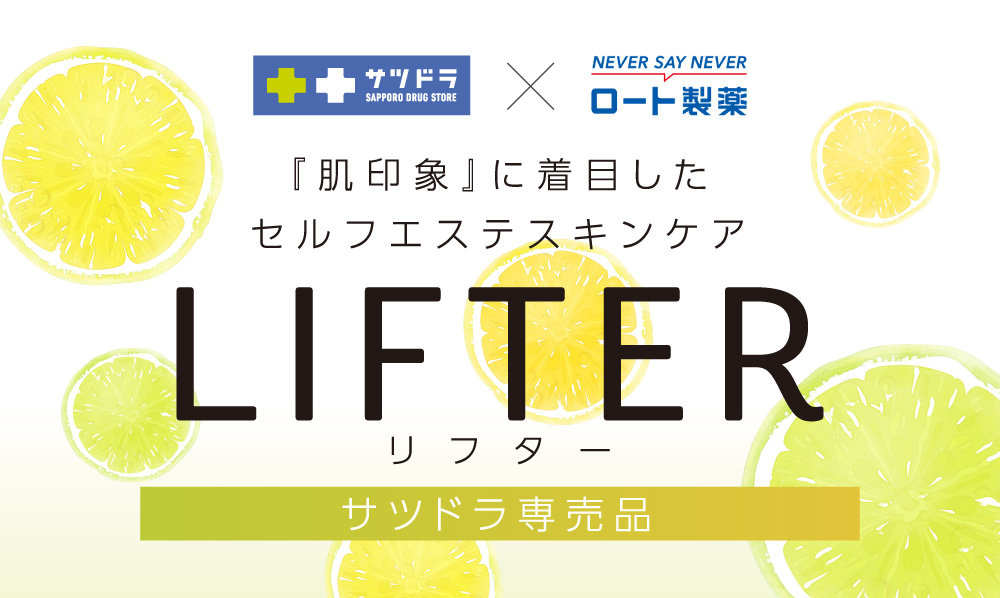 サツドラ
SAPPORO DRUG STORE
NEVER SAY NEVER
ロート製薬
『肌印象』に着目した
セルフエステスキンケア
LIFTER
リフター
サツドラ専売品